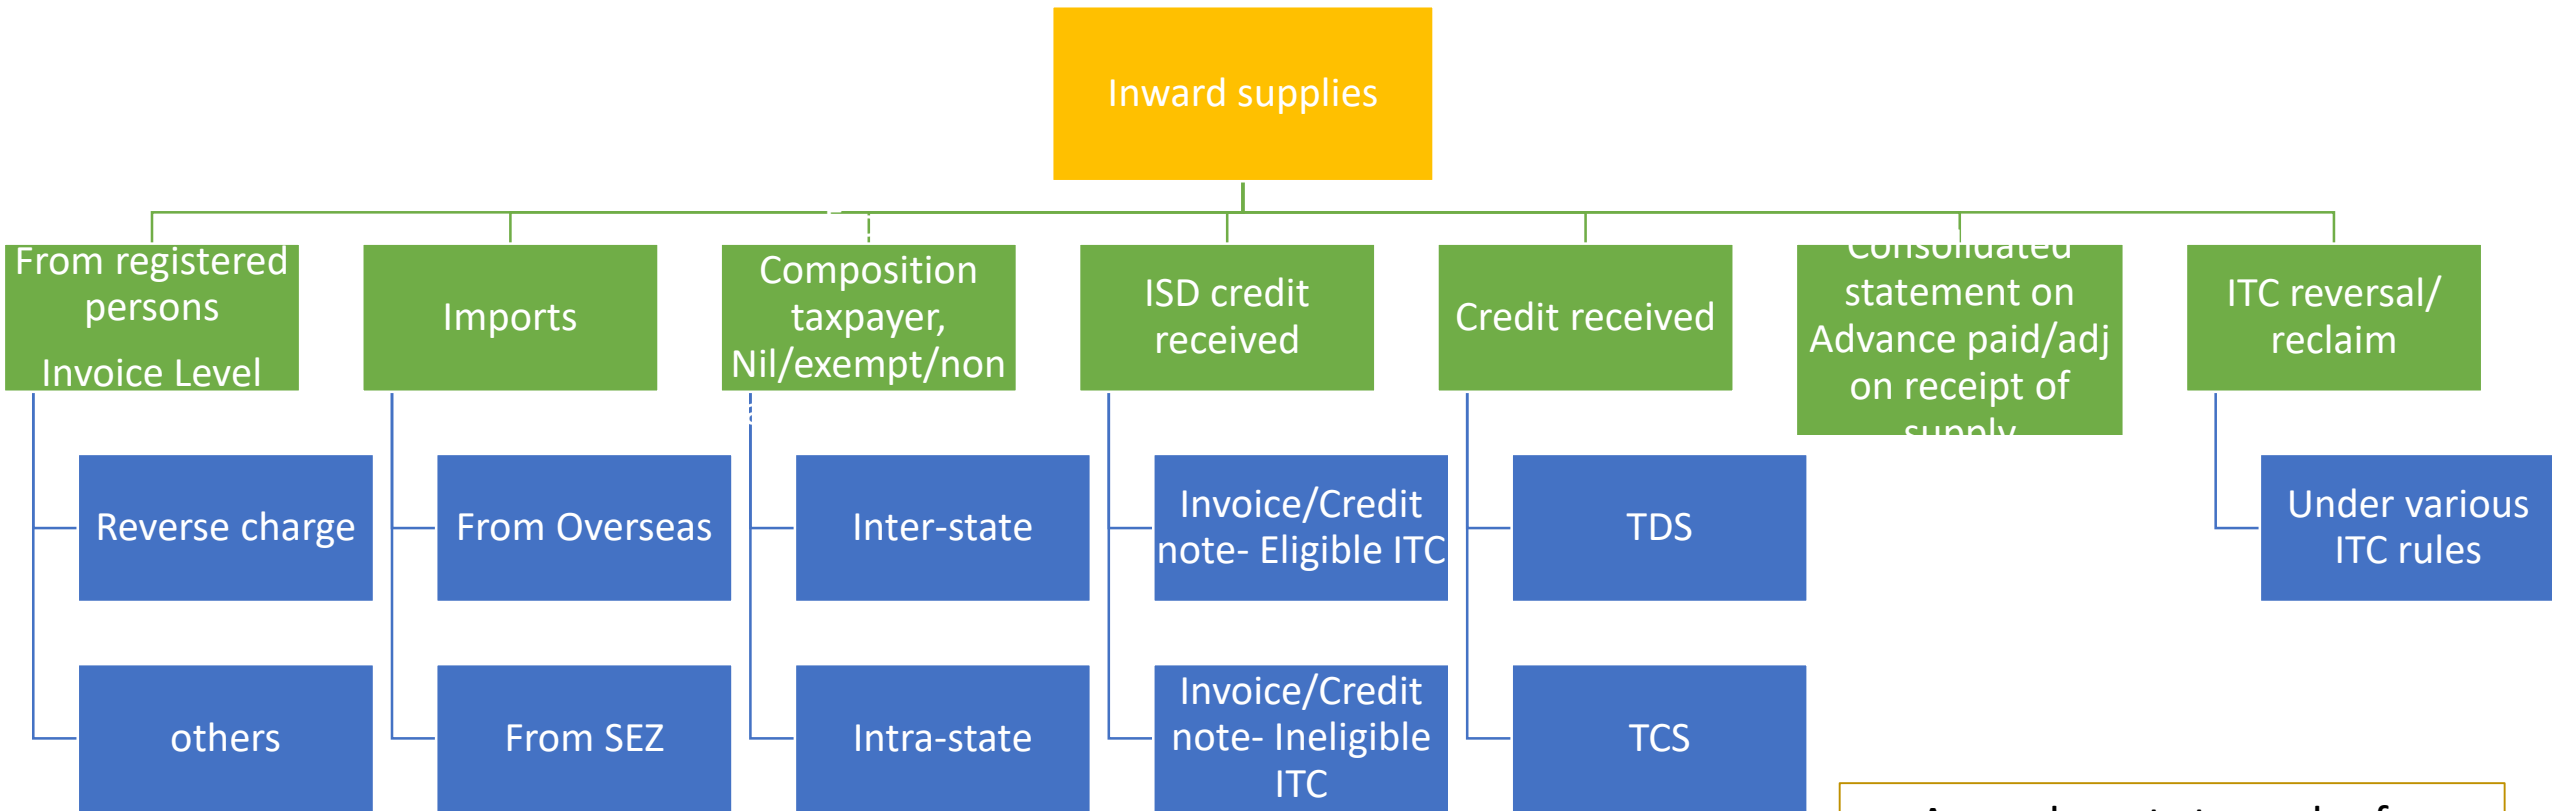 Inward supplies
From registered
persons
Invoice Level
Imports
Composition
taxpayer,
Nil/exempt/non
ISD credit
received
Credit received
Consolidated
statement on
Advance paid/adj
on receipt of
supply
ITC reversal/
reclaim
Reverse charge
From Overseas
Inter-state
Invoice/Credit
note- Eligible ITC
TDS
Under various
ITC rules
others
From SEZ
Intra-state
Invoice/Credit
note- Ineligible
ITC
TCS